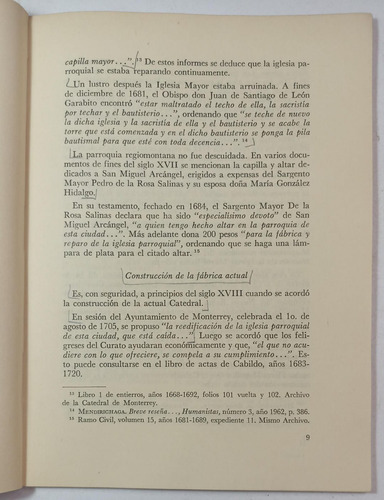 capilla mayor...". 13 De estos informes se deduce que la iglesia pa-
rroquial se estaba reparando continuamente.
Un lustro después la Iglesia Mayor estaba arruinada. A fines
de diciembre de 1681, el Obispo don Juan de Santiago de León
Garabito encontró "estar maltratado el techo de ella, la sacristía
por techar y el bautisterio...", ordenando que "se teche de nuevo
la dicha iglesia y la sacristía de ella y el bautisterio y se acabe la
torre que está comenzada y en el dicho bautisterio se ponga la pila
bautismal para que esté con toda decencia...". 14
La parroquia regiomontana no fue descuidada. En varios docu-
mentos de fines del siglo XVII se mencionan la capilla y altar dedi-
cados a San Miguel Arcángel, erigidos a expensas del Sargento
Mayor Pedro de la Rosa Salinas y su esposa doña María González
Hidalgo.
En su testamento, fechado en 1684, el Sargento Mayor De la
Rosa Salinas declara que ha sido "especialísimo devoto" de San
Miguel Arcángel, "a quien tengo hecho altar en la parroquia de
esta ciudad...". Más adelante dona 200 pesos "para la fábrica y
reparo de la iglesia parroquial", ordenando que se haga una lám-
para de plata para el citado altar. 15
Construcción de la fábrica actual
Es, con seguridad, a principios del siglo XVIII cuando se acordó
la construcción de la actual Catedral.
En sesión del Ayuntamiento de Monterrey, celebrada el 1o. de
agosto de 1705, se propuso "la reedificación de la iglesia parroquial
de esta ciudad, que está caída...". Luego se acordó que los feli-
greses del Curato ayudaran económicamente y que, "el que no acu-
diere con lo que ofreciere, se compela a su cumplimiento...". Es-
to puede consultarse en el libro de actas de Cabildo, años 1683-
1720.
13 Libro 1 de entierros, años 1668-1692, folios 101 vuelta y 102. Archivo
de la Catedral de Monterrey.
14 MENDIRICHAGA. Breve reseña..., Humanitas, número 3, año 1962, p. 386.
15 Ramo Civil, volumen 15, años 1681-1689, expediente 11. Mismo Archivo.
9